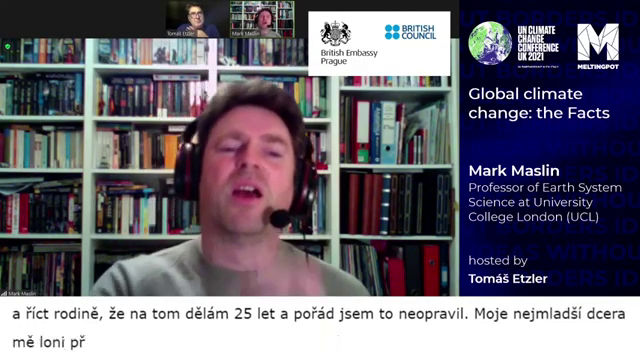 Tomáš Etzler
Mark Maslin
British Embassy
Prague
BRITISH
COUNCIL
UN CLIMATE
CHANGE
CONFERENCE
UK 2021
MELTINGPOT
Global climate
change: the Facts
Mark Maslin
Professor of Earth System
Science at University
College London (UCL)
hosted by
Tomáš Etzler
Mark Maslin
a říct rodině, že na tom dělám 25 let a pořád jsem to neopravil. Moje nejmladší dcera
mě loni př